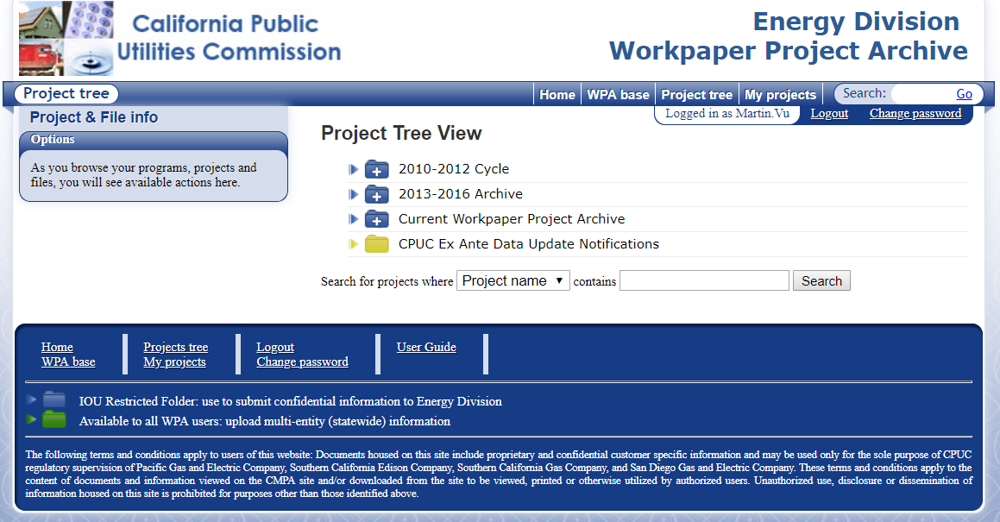 California Public
Utilities Commission
Energy Division
Workpaper Project Archive
Project tree
Home
WPA base
Project tree
My projects
Search:
Go
Logged in as Martin.Vu
Logout
Change password
Project & File info
Options
As you browse your programs, projects and
files, you will see available actions here.
Project Tree View
2010-2012 Cycle
2013-2016 Archive
Current Workpaper Project Archive
CPUC Ex Ante Data Update Notifications
Search for projects where Project name contains Search
Home
WPA base
Projects tree
My projects
Logout
Change password
User Guide
IOU Restricted Folder: use to submit confidential information to Energy Division
Available to all WPA users: upload multi-entity (statewide) information
The following terms and conditions apply to users of this website: Documents housed on this site include proprietary and confidential customer specific information and may be used only for the sole purpose of CPUC
regulatory supervision of Pacific Gas and Electric Company, Southern California Edison Company, Southern California Gas Company, and San Diego Gas and Electric Company. These terms and conditions apply to the
content of documents and information viewed on the CMPA site and/or downloaded from the site to be viewed, printed or otherwise utilized by authorized users. Unauthorized use, disclosure or dissemination of
information housed on this site is prohibited for purposes other than those identified above.